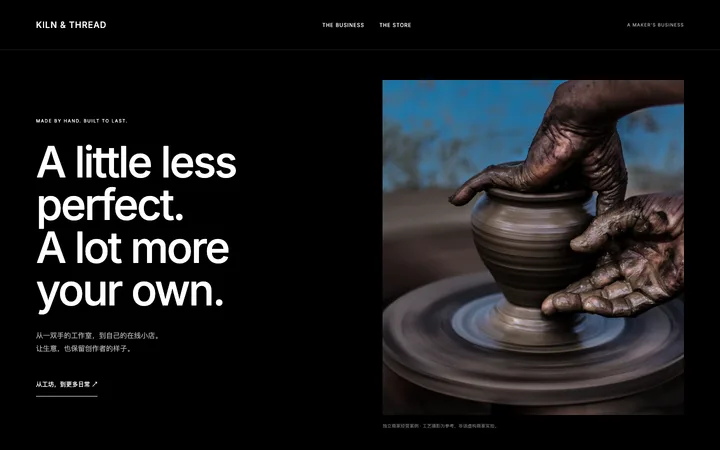 KILN & THREAD
THE BUSINESS
THE STORE
A MAKER'S BUSINESS
MADE BY HAND. BUILT TO LAST.
A little less
perfect.
A lot more
your own.
从一双手的工作室，到自己的在线小店。
让生意，也保留创作者的样子。
从工坊，到更多日常 ↗